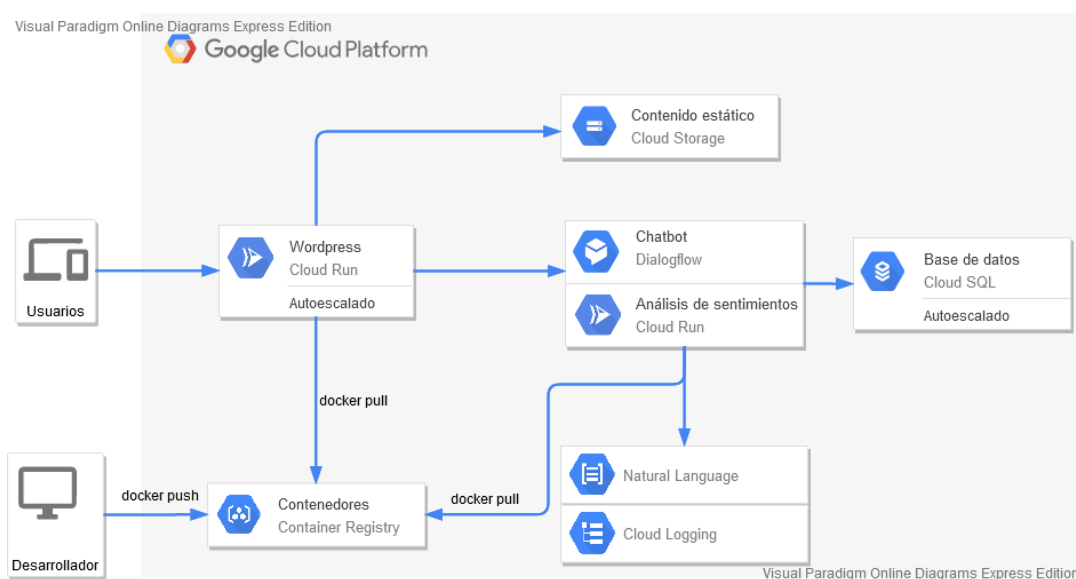 Visual Paradigm Online Diagrams Express Edition
Google Cloud Platform
Contenido estático
Cloud Storage
Usuarios
Wordpress
Cloud Run
Autoescalado
Chatbot
Dialogflow
Análisis de sentimientos
Cloud Run
Base de datos
Cloud SQL
Autoescalado
docker pull
Desarrollador
docker push
Contenedores
Container Registry
docker pull
Natural Language
Cloud Logging
Visual Paradigm Online Diagrams Express Edition